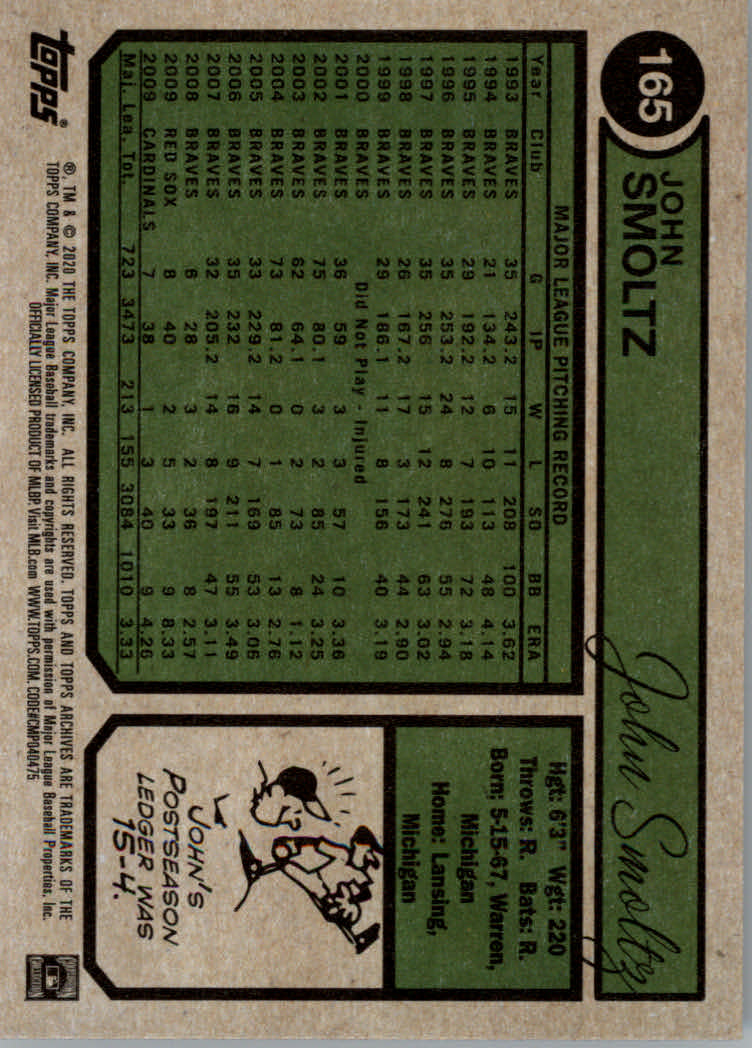 165
JOHN
SMOLTZ
John Smoltz
MAJOR LEAGUE PITCHING RECORD
Year Club G IP W L SO BB ERA
1993 BRAVES 35 243.2 15 11 208 100 3.62
1994 BRAVES 21 134.2 6 10 113 48 4.14
1995 BRAVES 29 192.2 12 7 193 72 3.18
1996 BRAVES 35 253.2 24 8 276 55 2.94
1997 BRAVES 35 256 15 12 241 63 3.02
1998 BRAVES 26 167.2 17 3 173 44 2.90
1999 BRAVES 29 186.1 11 8 156 40 3.19
2000 BRAVES Did Not Play - Injured
2001 BRAVES 36 59 3 3 57 10 3.36
2002 BRAVES 75 80.1 3 2 85 24 3.25
2003 BRAVES 62 64.1 0 2 73 8 1.12
2004 BRAVES 73 81.2 0 1 85 13 2.76
2005 BRAVES 33 229.2 14 7 169 53 3.06
2006 BRAVES 35 232 16 9 211 55 3.49
2007 BRAVES 32 205.2 14 8 197 47 3.11
2008 BRAVES 6 28 3 2 36 8 2.57
2009 RED SOX 8 40 2 5 33 9 8.33
2009 CARDINALS 7 38 1 3 40 9 4.26
Maj. Lea. Tot. 723 3473 213 155 3084 1010 3.33
Hgt: 6'3" Wgt: 220
Throws: R. Bats: R.
Born: 5-15-67, Warren,
Michigan
Home: Lansing,
Michigan
JOHN'S
POSTSEASON
LEDGER WAS
15-4.
topps®
®, TM & © 2020 THE TOPPS COMPANY, INC. ALL RIGHTS RESERVED. TOPPS AND TOPPS ARCHIVES ARE TRADEMARKS OF THE
TOPPS COMPANY, INC. Major League Baseball trademarks and copyrights are used with permission of Major League Baseball Properties, Inc.
OFFICIALLY LICENSED PRODUCT OF MLBP. Visit MLB.com WWW.TOPPS.COM. CODE#CMP040475
COOPERSTOWN
COLLECTION